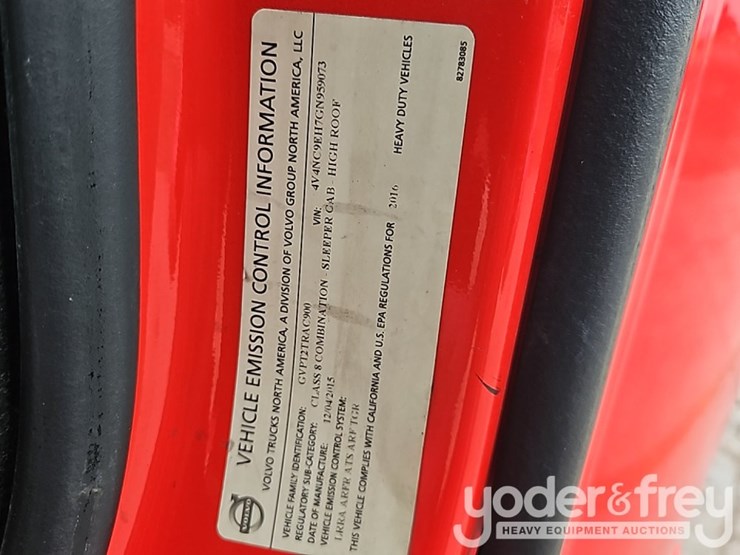 VOLVO
VEHICLE EMISSION CONTROL INFORMATION
VOLVO TRUCKS NORTH AMERICA, A DIVISION OF VOLVO GROUP NORTH AMERICA, LLC
VEHICLE FAMILY IDENTIFICATION: GVPT2TRAC900
REGULATORY SUB-CATEGORY: CLASS 8 COMBINATION - SLEEPER CAB - HIGH ROOF
DATE OF MANUFACTURE: 12/04/2015 VIN: 4V4NC9EH7GN959073
VEHICLE EMISSION CONTROL SYSTEM:
LRRA ARFR ATS ARF TGR
THIS VEHICLE COMPLIES WITH CALIFORNIA AND U.S. EPA REGULATIONS FOR 2016 HEAVY DUTY VEHICLES
82783085
yoder&frey
HEAVY EQUIPMENT AUCTIONS